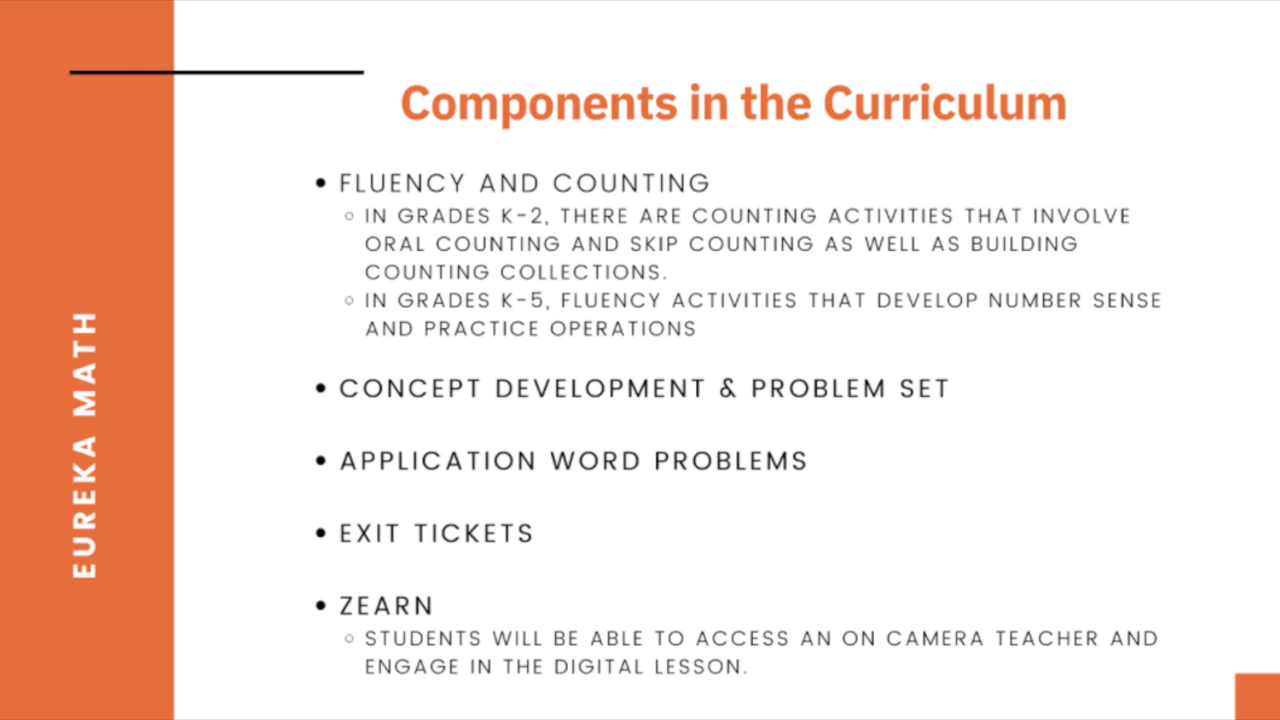 Components in the Curriculum
• FLUENCY AND COUNTING
◦ IN GRADES K-2, THERE ARE COUNTING ACTIVITIES THAT INVOLVE
ORAL COUNTING AND SKIP COUNTING AS WELL AS BUILDING
COUNTING COLLECTIONS.
◦ IN GRADES K-5, FLUENCY ACTIVITIES THAT DEVELOP NUMBER SENSE
AND PRACTICE OPERATIONS
• CONCEPT DEVELOPMENT & PROBLEM SET
• APPLICATION WORD PROBLEMS
• EXIT TICKETS
• ZEARN
◦ STUDENTS WILL BE ABLE TO ACCESS AN ON CAMERA TEACHER AND
ENGAGE IN THE DIGITAL LESSON.
EUREKA MATH